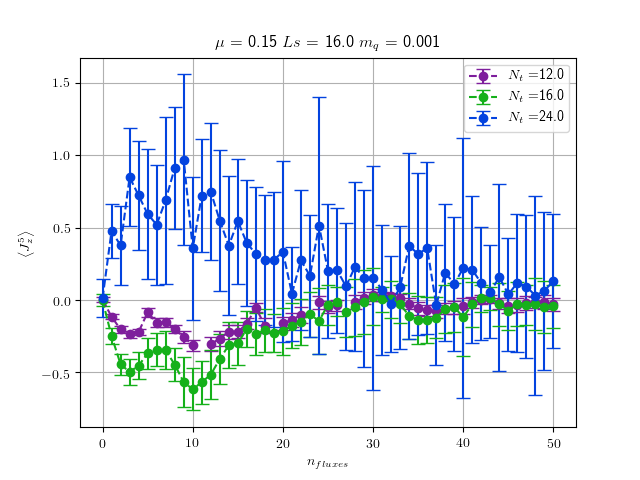 μ = 0.15 Ls = 16.0 m_q = 0.001
N_t =12.0
N_t =16.0
N_t =24.0
⟨J_z^5⟩
1.5
1.0
0.5
0.0
−0.5
0 10 20 30 40 50
n_fluxes